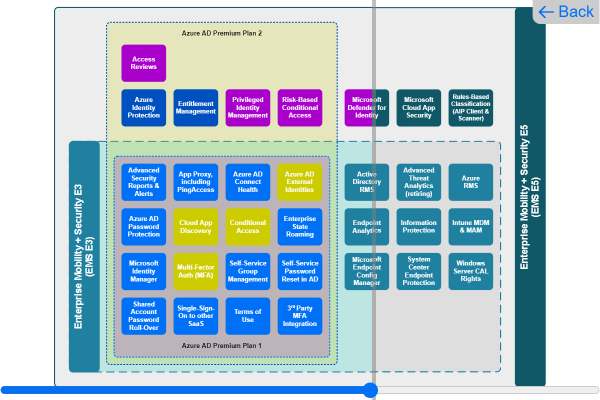 ← Back
Azure AD Premium Plan 2
Access
Reviews
Azure
Identity
Protection
Entitlement
Management
Privileged
Identity
Management
Risk-Based
Conditional
Access
Microsoft
Defender for
Identity
Microsoft
Cloud App
Security
Rules-Based
Classification
(AIP Client &
Scanner)
Enterprise Mobility + Security E5
(EMS E5)
Enterprise Mobility + Security E3
(EMS E3)
Advanced
Security
Reports &
Alerts
App Proxy,
including
PingAccess
Azure AD
Connect
Health
Azure AD
External
Identities
Active
Directory
RMS
Advanced
Threat
Analytics
(retiring)
Azure
RMS
Azure AD
Password
Protection
Cloud App
Discovery
Conditional
Access
Enterprise
State
Roaming
Endpoint
Analytics
Information
Protection
Intune MDM
& MAM
Microsoft
Identity
Manager
Multi-Factor
Auth (MFA)
Self-Service
Group
Management
Self-Service
Password
Reset in AD
Microsoft
Endpoint
Config
Manager
System
Center
Endpoint
Protection
Windows
Server CAL
Rights
Shared
Account
Password
Roll-Over
Single-Sign-
On to other
SaaS
Terms of
Use
3rd Party
MFA
Integration
Azure AD Premium Plan 1